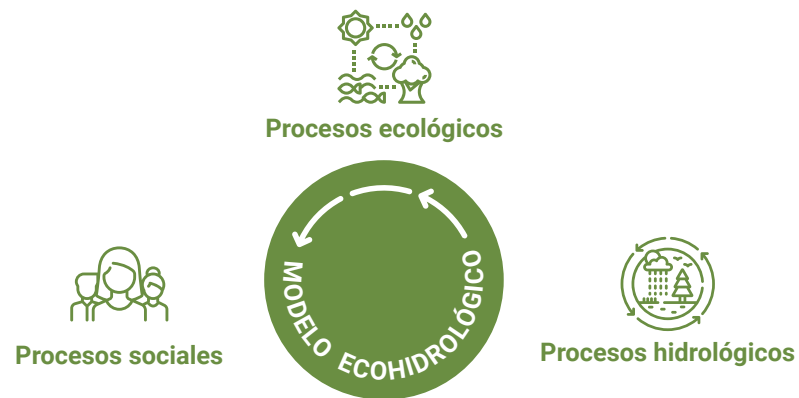 Procesos ecológicos
MODELO ECOHIDROLÓGICO
Procesos sociales
Procesos hidrológicos